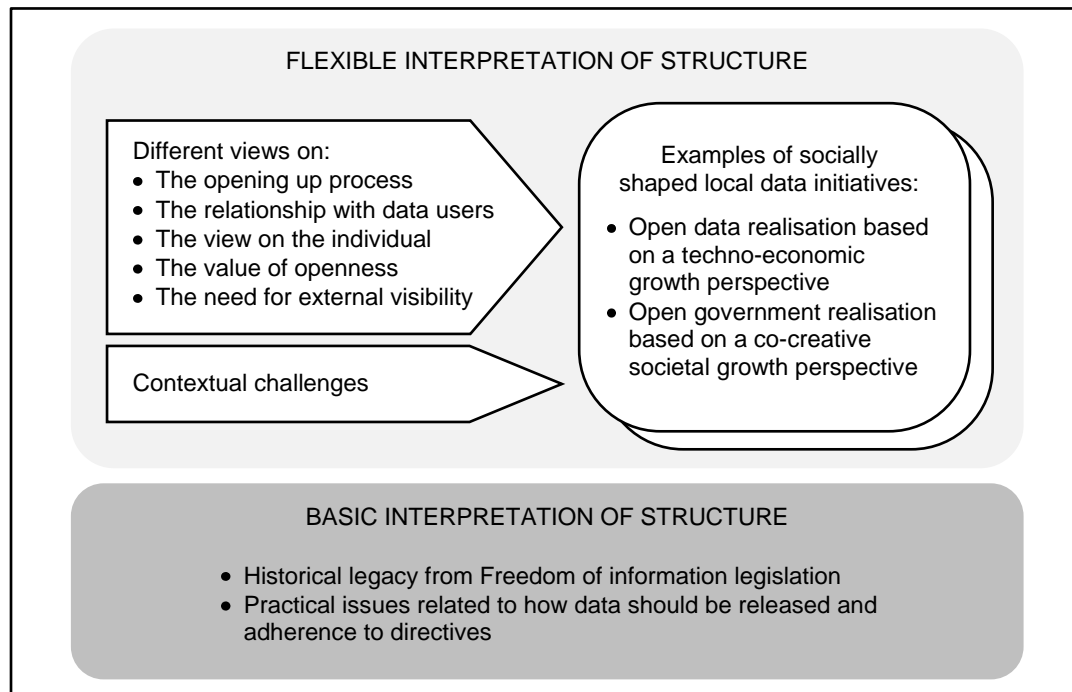 FLEXIBLE INTERPRETATION OF STRUCTURE
Different views on:
• The opening up process
• The relationship with data users
• The view on the individual
• The value of openness
• The need for external visibility
Contextual challenges
Examples of socially
shaped local data initiatives:
• Open data realisation based
on a techno-economic
growth perspective
• Open government realisation
based on a co-creative
societal growth perspective
BASIC INTERPRETATION OF STRUCTURE
• Historical legacy from Freedom of information legislation
• Practical issues related to how data should be released and
adherence to directives